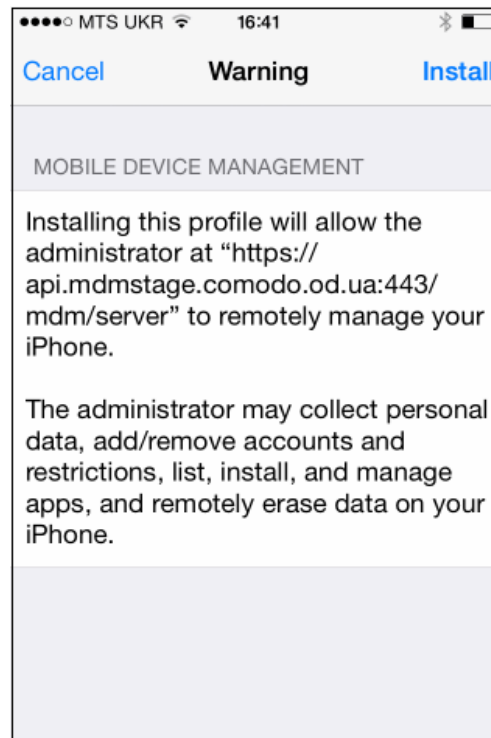 MTS UKR 16:41
Cancel Warning Install
MOBILE DEVICE MANAGEMENT
Installing this profile will allow the
administrator at “https://
api.mdmstage.comodo.od.ua:443/
mdm/server” to remotely manage your
iPhone.
The administrator may collect personal
data, add/remove accounts and
restrictions, list, install, and manage
apps, and remotely erase data on your
iPhone.